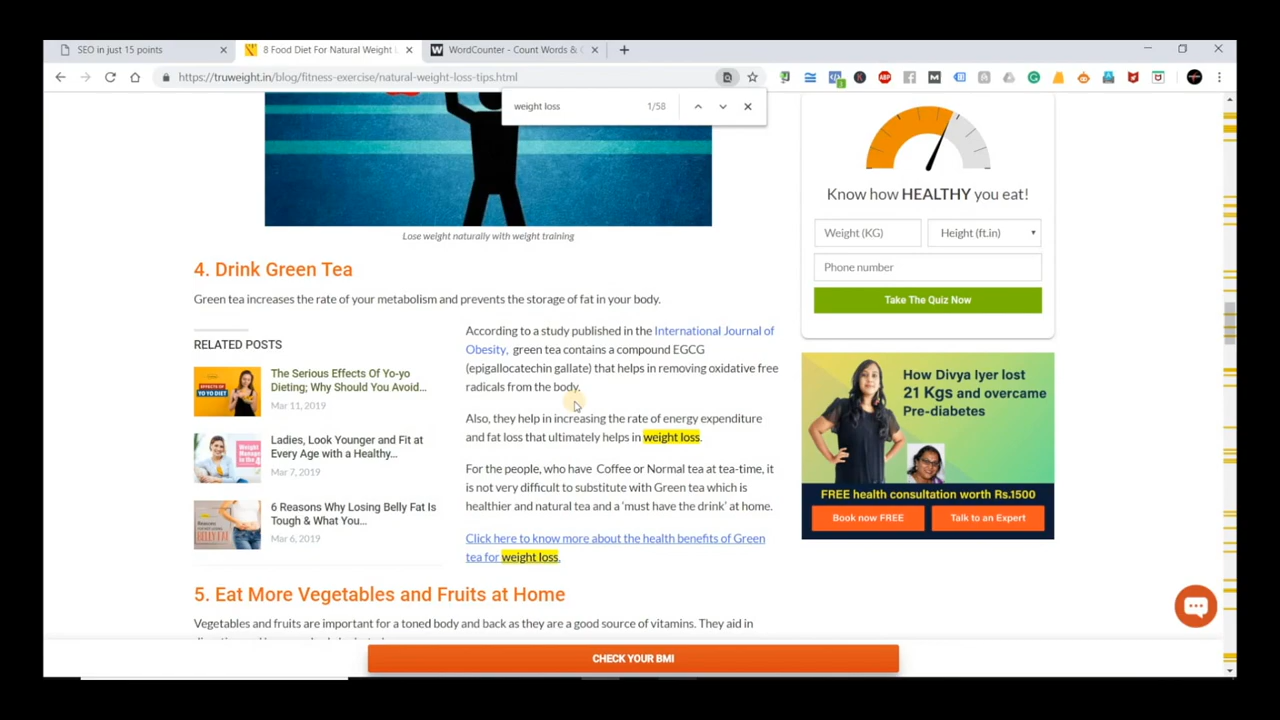 SEO in just 15 points
8 Food Diet For Natural Weight L
WordCounter - Count Words & C
https://truweight.in/blog/fitness-exercise/natural-weight-loss-tips.html
weight loss 1/58
Lose weight naturally with weight training
4. Drink Green Tea
Green tea increases the rate of your metabolism and prevents the storage of fat in your body.
RELATED POSTS
The Serious Effects Of Yo-yo
Dieting; Why Should You Avoid...
Mar 11, 2019
Ladies, Look Younger and Fit at
Every Age with a Healthy...
Mar 7, 2019
6 Reasons Why Losing Belly Fat Is
Tough & What You...
Mar 6, 2019
According to a study published in the International Journal of
Obesity, green tea contains a compound EGCG
(epigallocatechin gallate) that helps in removing oxidative free
radicals from the body.
Also, they help in increasing the rate of energy expenditure
and fat loss that ultimately helps in weight loss.
For the people, who have Coffee or Normal tea at tea-time, it
is not very difficult to substitute with Green tea which is
healthier and natural tea and a 'must have the drink' at home.
Click here to know more about the health benefits of Green
tea for weight loss.
5. Eat More Vegetables and Fruits at Home
Vegetables and fruits are important for a toned body and back as they are a good source of vitamins. They aid in
Know how HEALTHY you eat!
Weight (KG)
Height (ft.in)
Phone number
Take The Quiz Now
How Divya Iyer lost
21 Kgs and overcame
Pre-diabetes
FREE health consultation worth Rs.1500
Book now FREE
Talk to an Expert
CHECK YOUR BMI